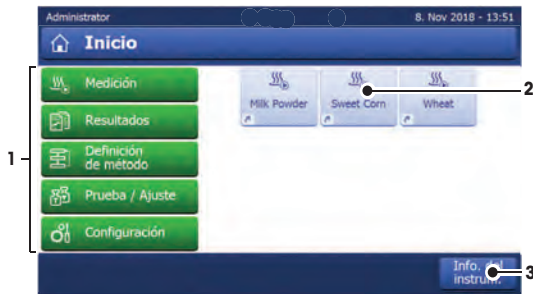 Administrator
8. Nov 2018 - 13:51
Inicio
Medición
Resultados
Definición
de método
Prueba / Ajuste
Configuración
Milk Powder
Sweet Corn
Wheat
Info. del
instrum.
1
2
3